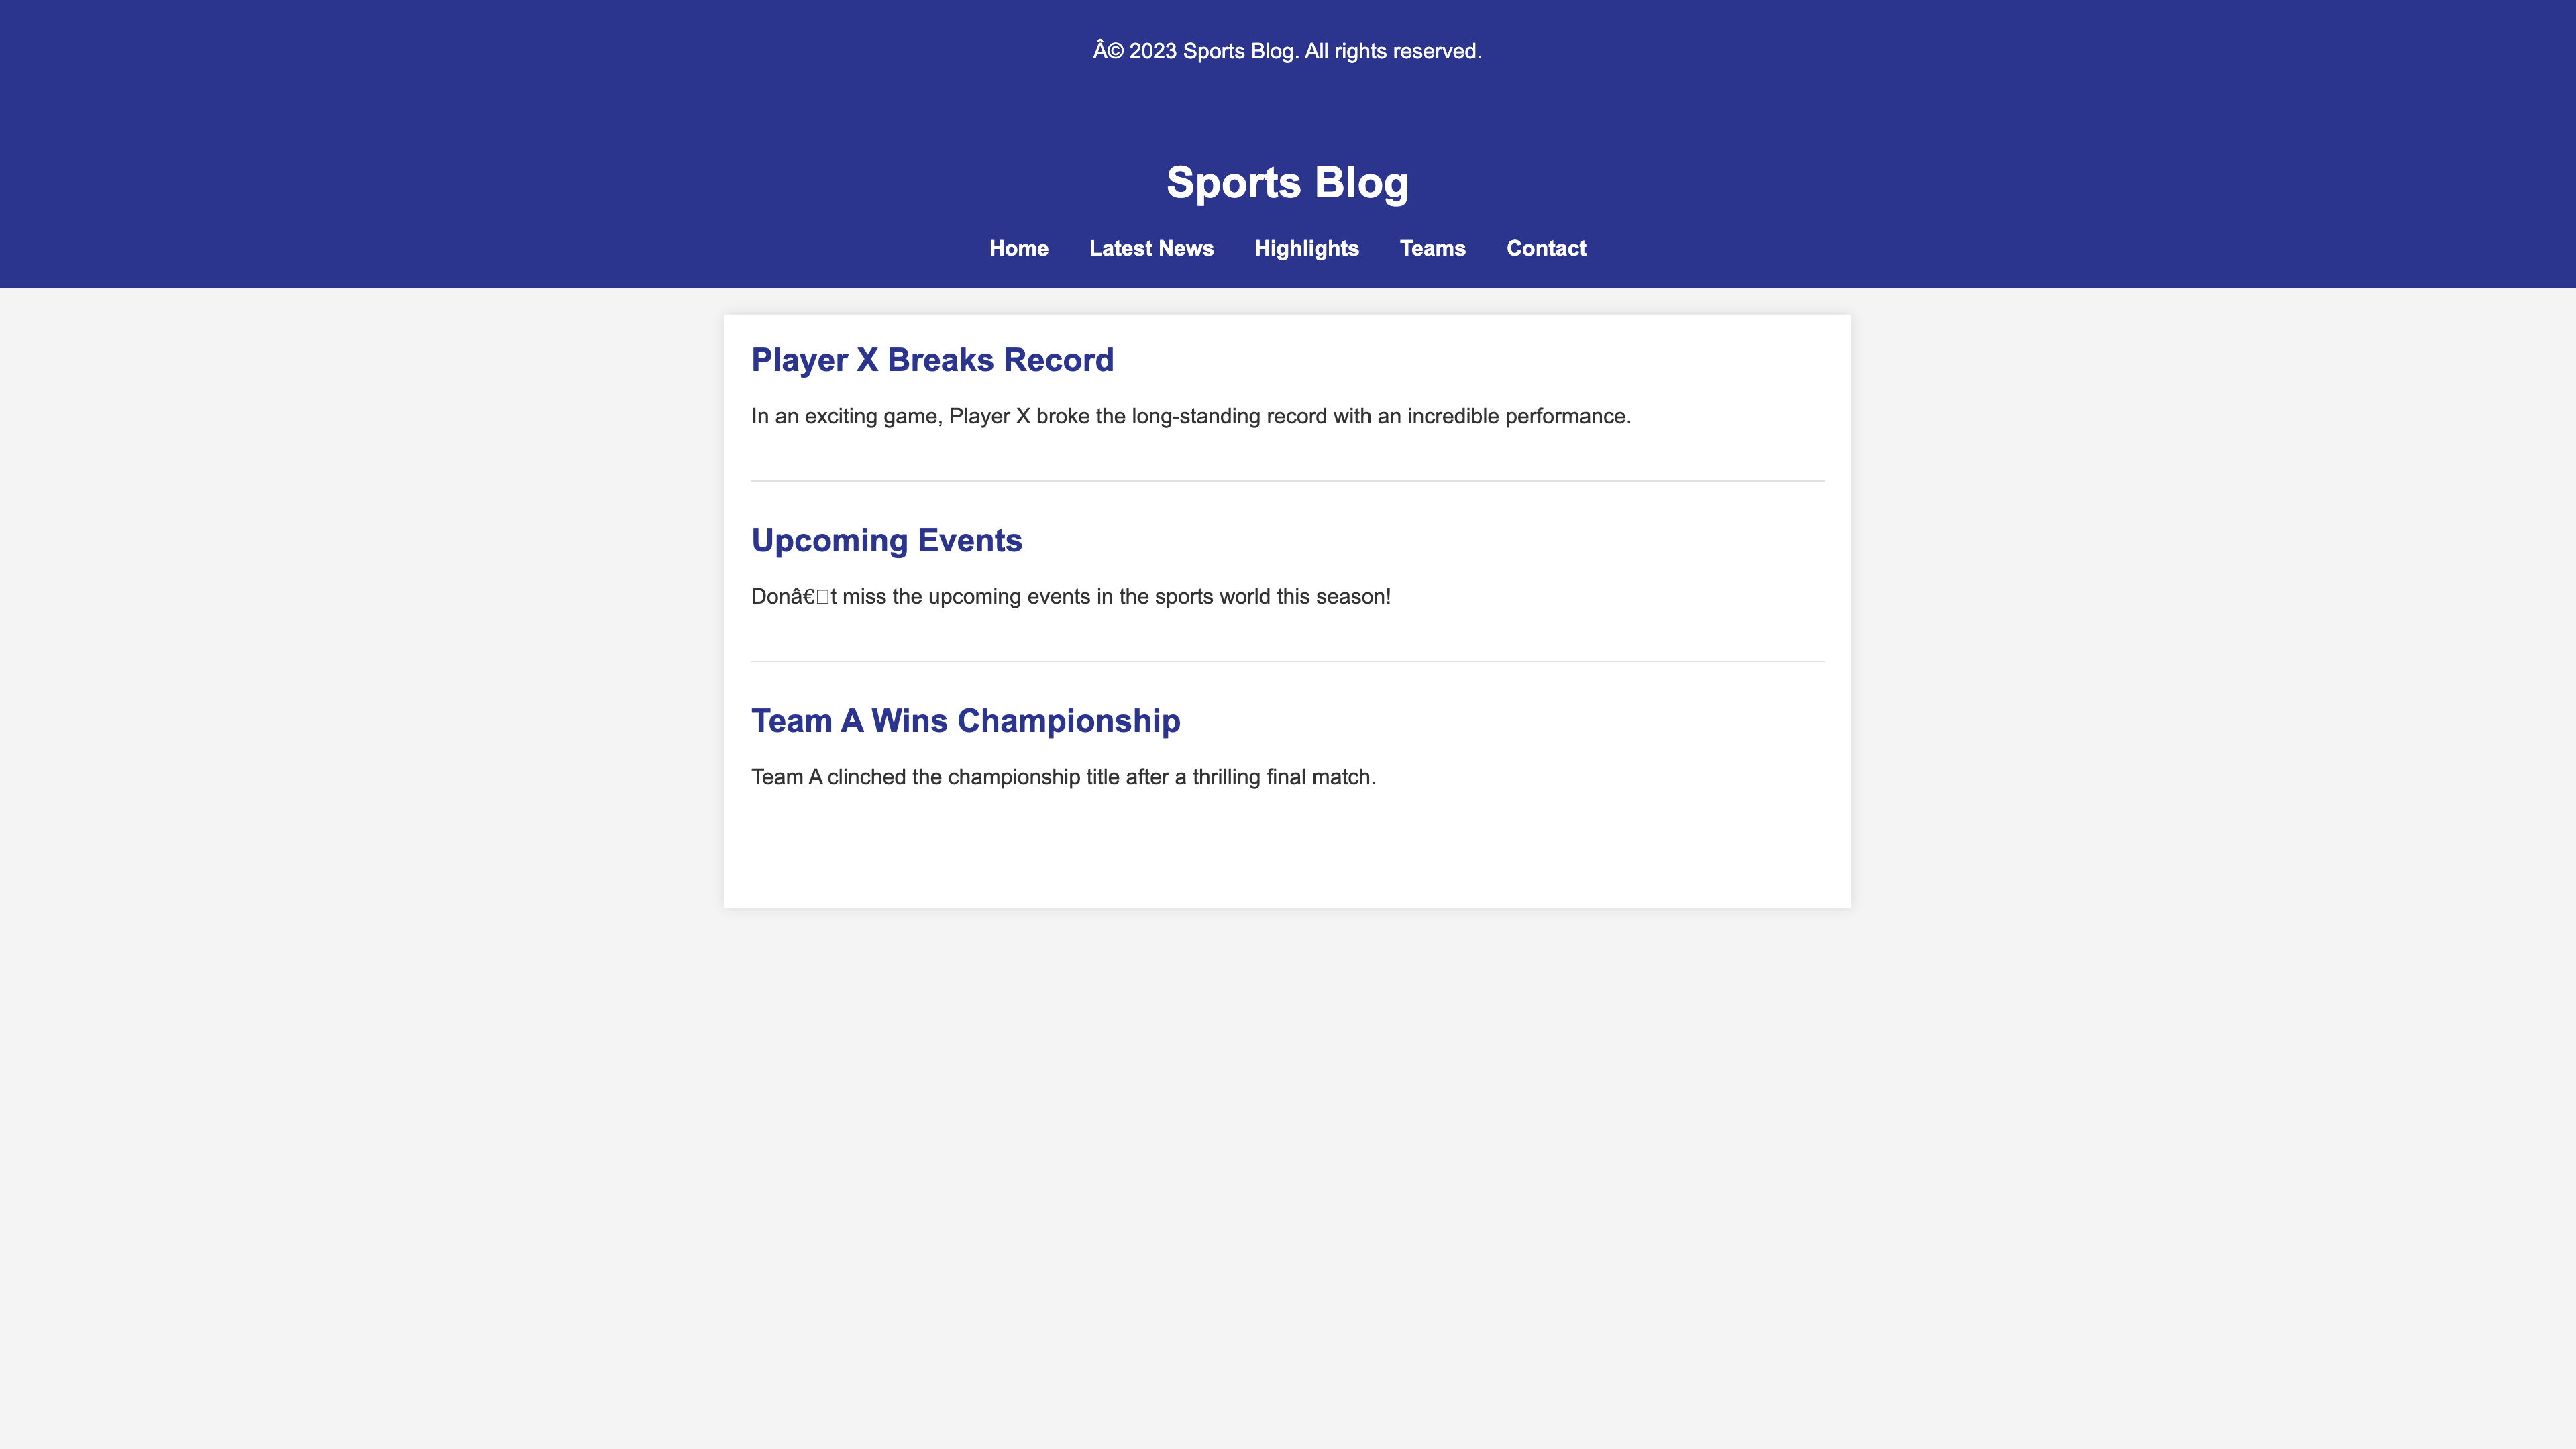 Â© 2023 Sports Blog. All rights reserved.
Sports Blog
Home Latest News Highlights Teams Contact
Player X Breaks Record
In an exciting game, Player X broke the long-standing record with an incredible performance.
Upcoming Events
Donâ€□t miss the upcoming events in the sports world this season!
Team A Wins Championship
Team A clinched the championship title after a thrilling final match.